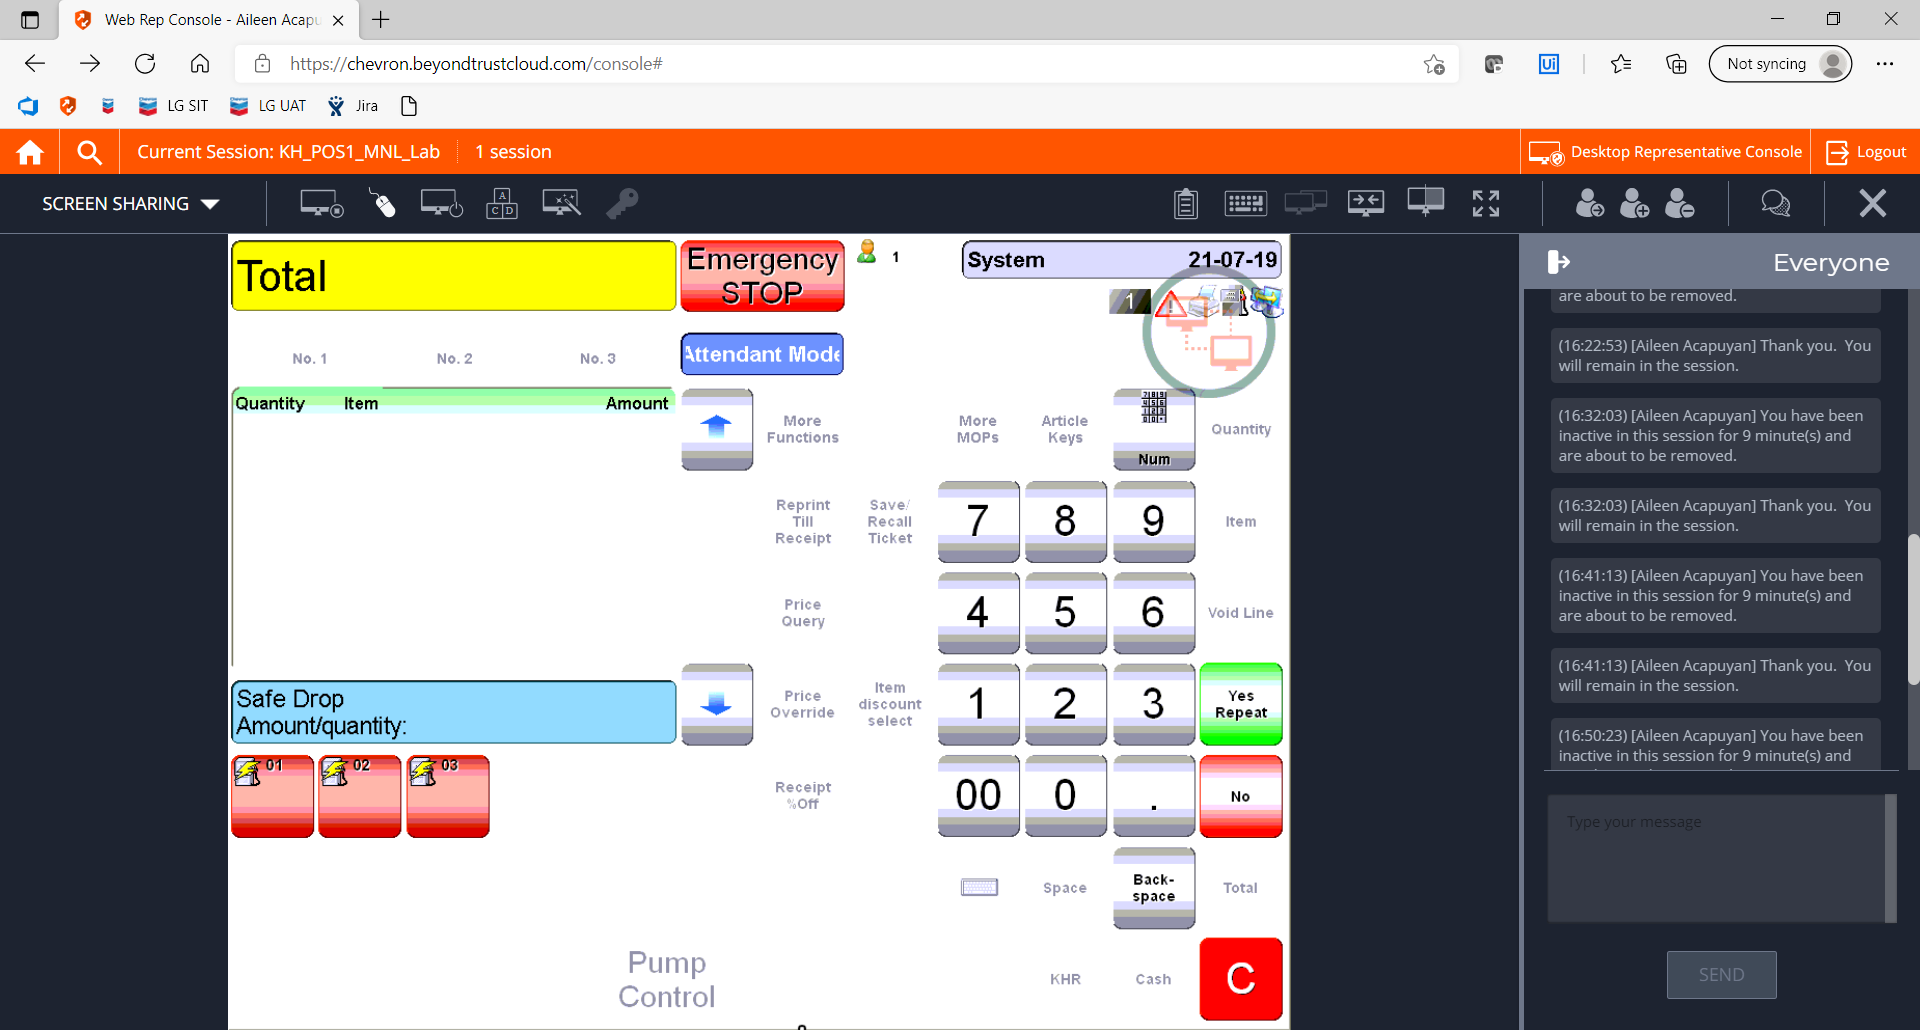 Web Rep Console - Aileen Acapu
https://chevron.beyondtrustcloud.com/console#
Not syncing
LG SIT
LG UAT
Jira
Current Session: KH_POS1_MNL_Lab
1 session
Desktop Representative Console
Logout
SCREEN SHARING
A
C D
Total
Emergency
STOP
1
System
21-07-19
1
No. 1
No. 2
No. 3
Attendant Mode
Quantity
Item
Amount
More
Functions
More
MOPs
Article
Keys
Num
Quantity
Reprint
Till
Receipt
Save/
Recall
Ticket
7
8
9
Item
Price
Query
4
5
6
Void Line
Safe Drop
Amount/quantity:
Price
Override
Item
discount
select
1
2
3
Yes
Repeat
01
02
03
Receipt
%Off
00
0
.
No
Space
Back-
space
Total
Pump
Control
KHR
Cash
C
Everyone
are about to be removed.
(16:22:53) [Aileen Acapuyan] Thank you. You
will remain in the session.
(16:32:03) [Aileen Acapuyan] You have been
inactive in this session for 9 minute(s) and
are about to be removed.
(16:32:03) [Aileen Acapuyan] Thank you. You
will remain in the session.
(16:41:13) [Aileen Acapuyan] You have been
inactive in this session for 9 minute(s) and
are about to be removed.
(16:41:13) [Aileen Acapuyan] Thank you. You
will remain in the session.
(16:50:23) [Aileen Acapuyan] You have been
inactive in this session for 9 minute(s) and
Type your message
SEND